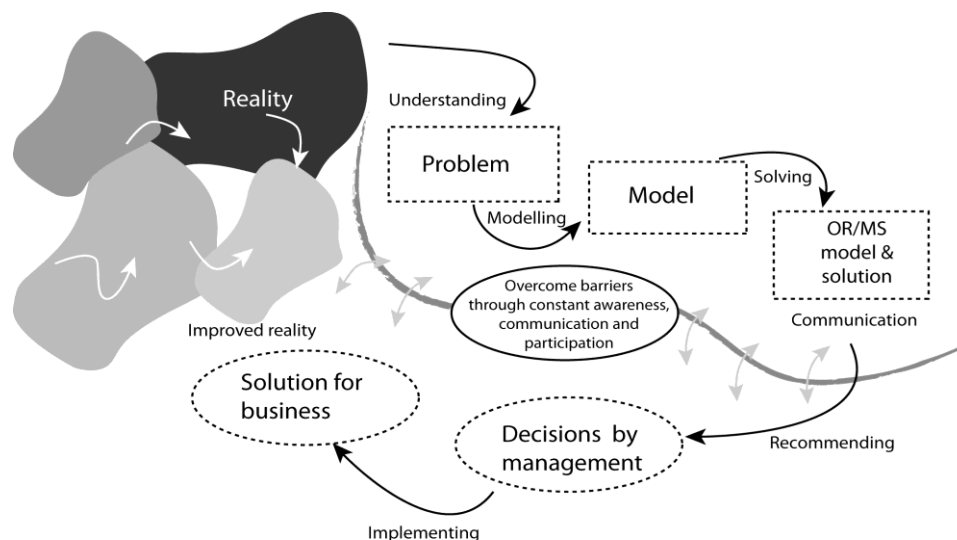 Reality
Understanding
Problem
Modelling
Model
Solving
OR/MS
model &
solution
Communication
Overcome barriers
through constant awareness,
communication and
participation
Improved reality
Solution for
business
Decisions by
management
Recommending
Implementing